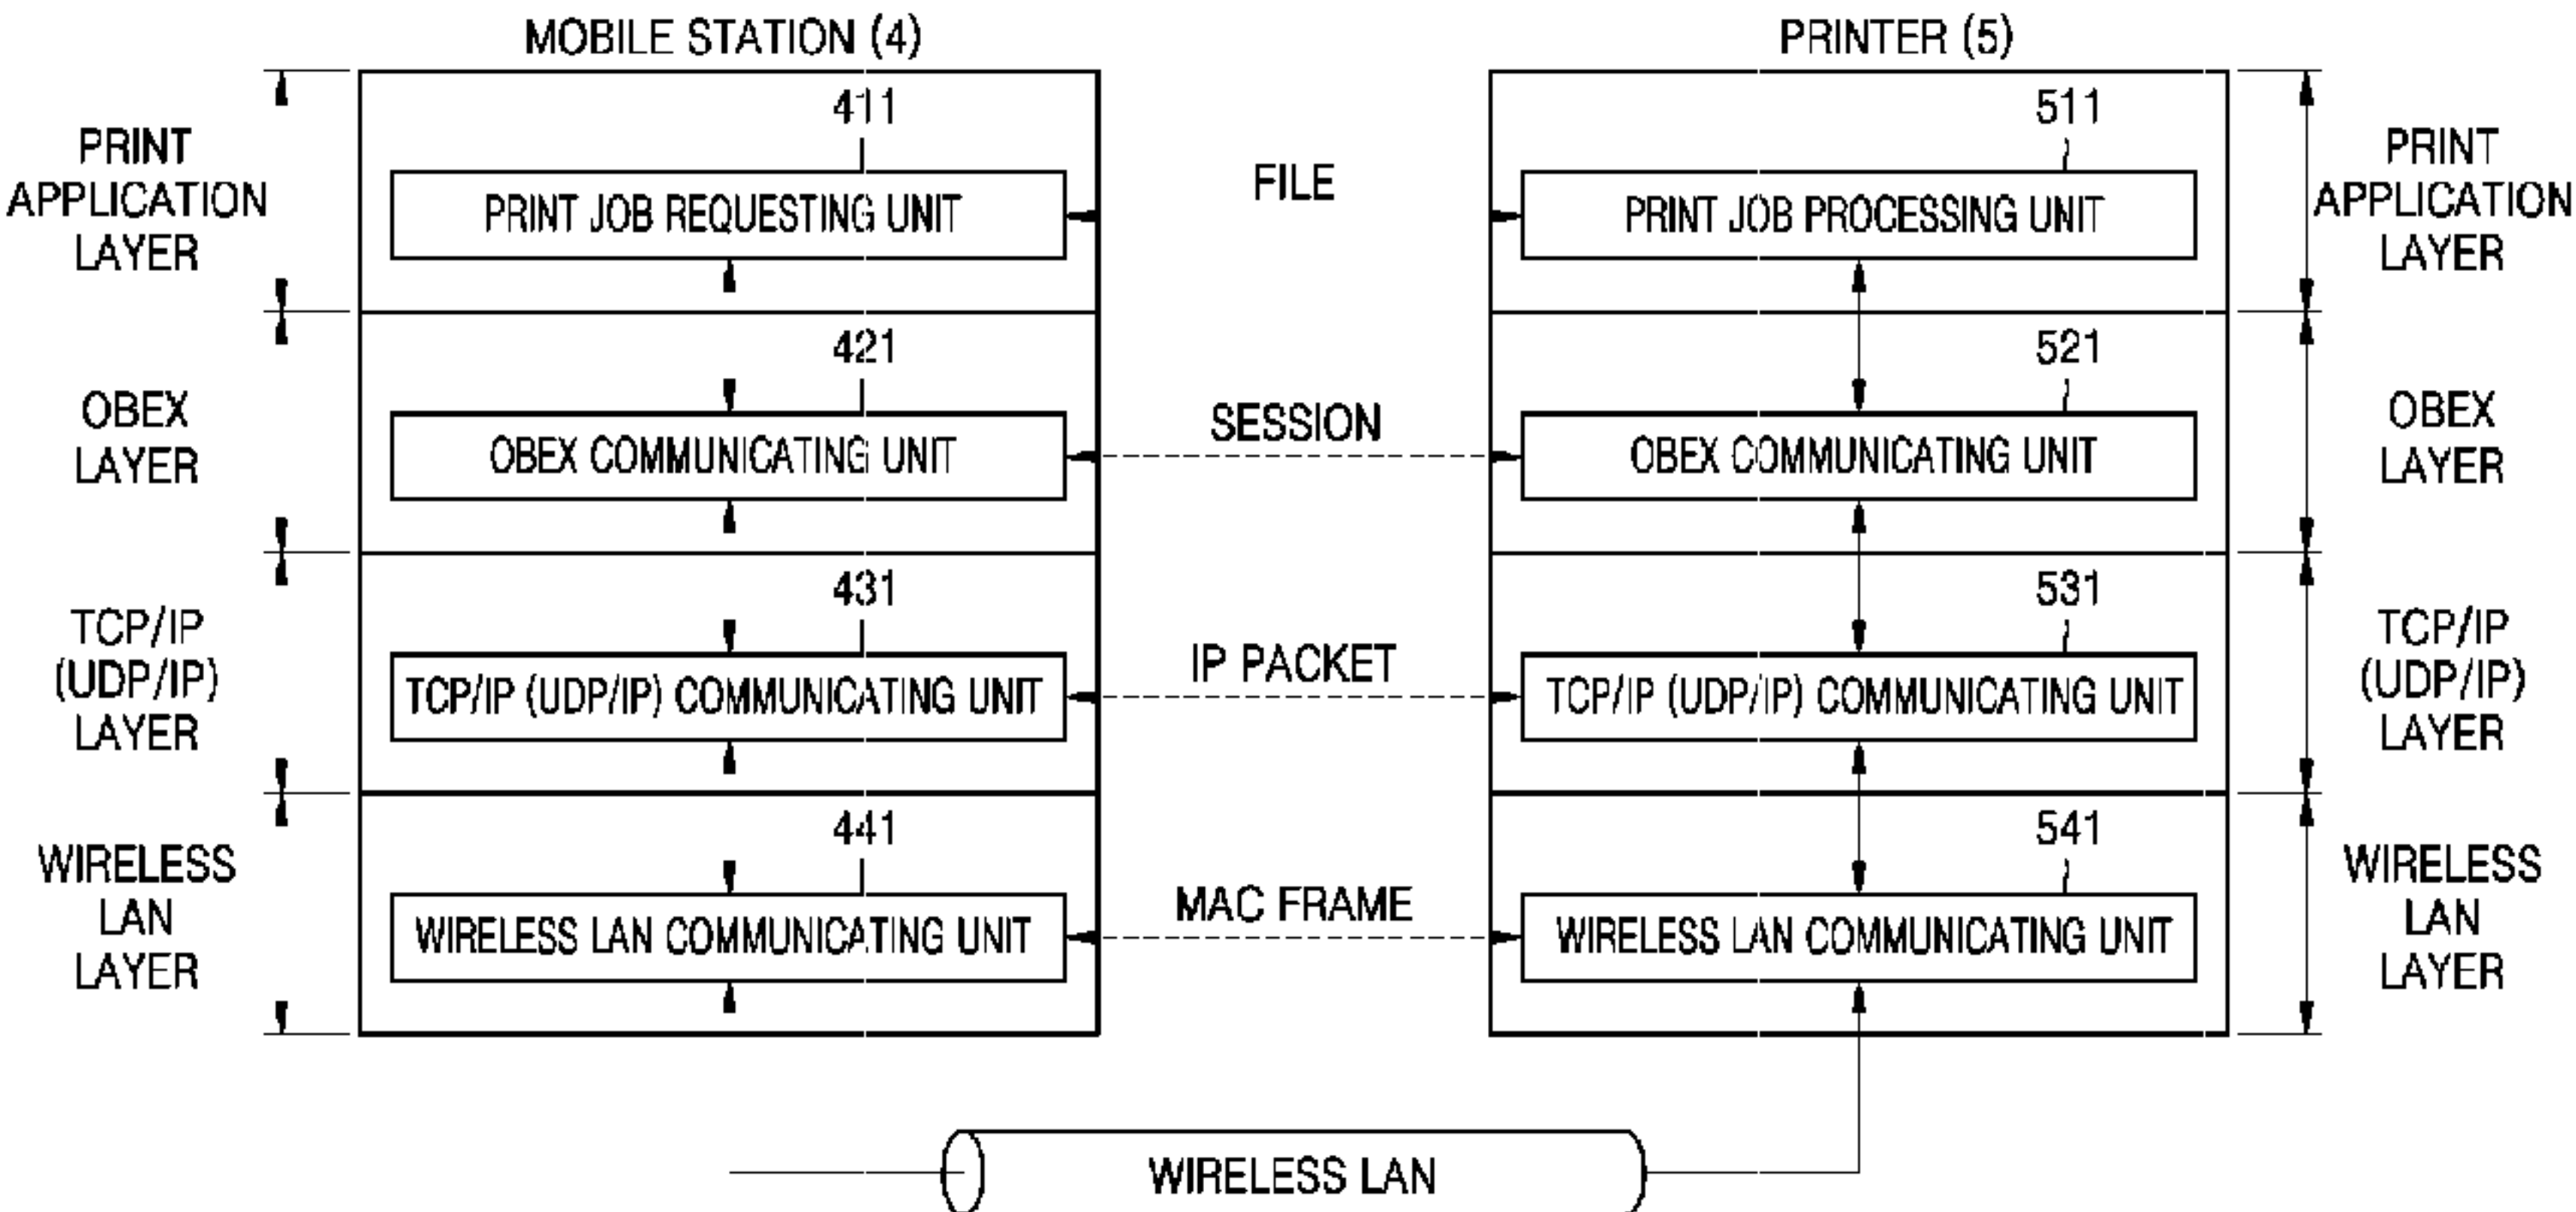 MOBILE STATION (4)
PRINTER (5)
PRINT
APPLICATION
LAYER
411
PRINT JOB REQUESTING UNIT
FILE
511
PRINT JOB PROCESSING UNIT
PRINT
APPLICATION
LAYER
OBEX
LAYER
421
OBEX COMMUNICATING UNIT
SESSION
521
OBEX COMMUNICATING UNIT
OBEX
LAYER
TCP/IP
(UDP/IP)
LAYER
431
TCP/IP (UDP/IP) COMMUNICATING UNIT
IP PACKET
531
TCP/IP (UDP/IP) COMMUNICATING UNIT
TCP/IP
(UDP/IP)
LAYER
WIRELESS
LAN
LAYER
441
WIRELESS LAN COMMUNICATING UNIT
MAC FRAME
541
WIRELESS LAN COMMUNICATING UNIT
WIRELESS
LAN
LAYER
WIRELESS LAN